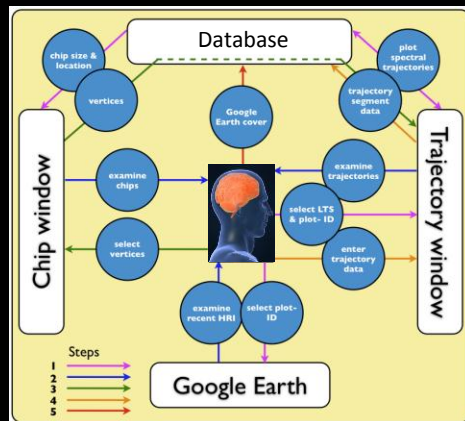 Database
chip size &
location
vertices
plot
spectral
trajectories
trajectory
segment
data
Google
Earth cover
Chip window
Trajectory window
examine
chips
examine
trajectories
select LTS
& plot- ID
select
vertices
enter
trajectory
data
examine
recent HRI
select plot-
ID
Steps
1
2
3
4
5
Google Earth